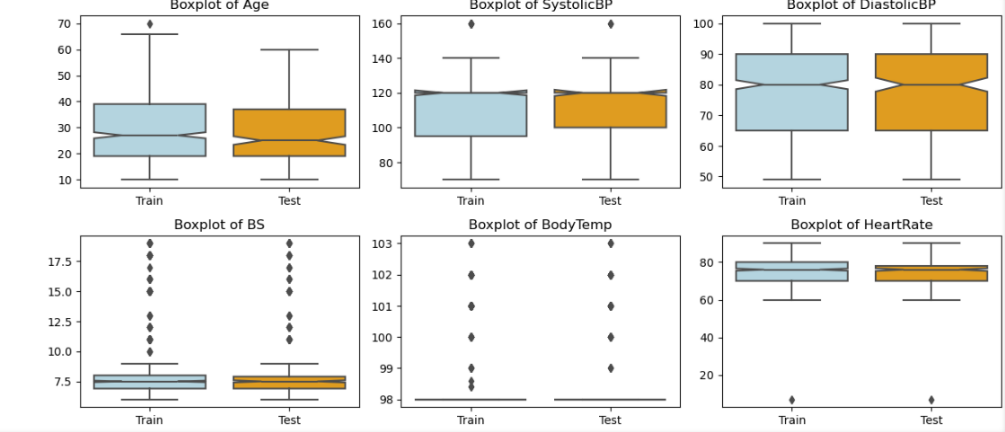 Boxplot of Age
70
60
50
40
30
20
10
Train Test
Boxplot of SystolicBP
160
140
120
100
80
Train Test
Boxplot of DiastolicBP
100
90
80
70
60
50
Train Test
Boxplot of BS
17.5
15.0
12.5
10.0
7.5
Train Test
Boxplot of BodyTemp
103
102
101
100
99
98
Train Test
Boxplot of HeartRate
80
60
40
20
Train Test